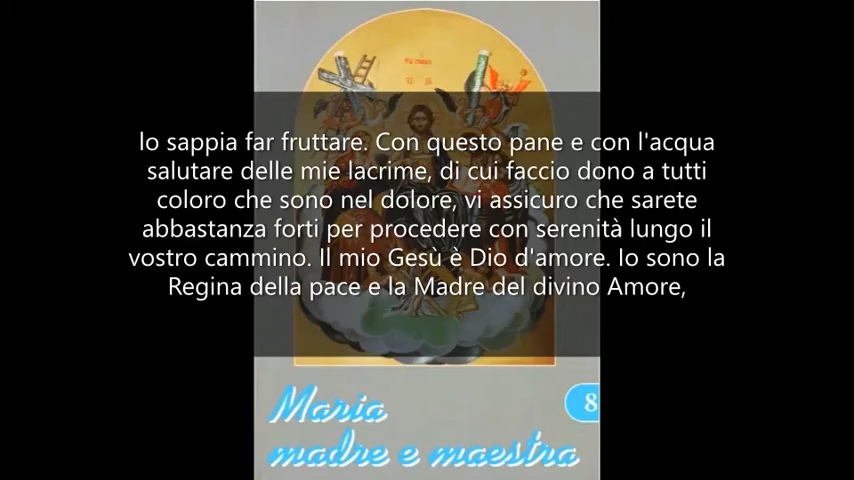 lo sappia far fruttare. Con questo pane e con l'acqua
salutare delle mie lacrime, di cui faccio dono a tutti
coloro che sono nel dolore, vi assicuro che sarete
abbastanza forti per procedere con serenità lungo il
vostro cammino. Il mio Gesù è Dio d'amore. Io sono la
Regina della pace e la Madre del divino Amore,
Maria
8
madre e maestra